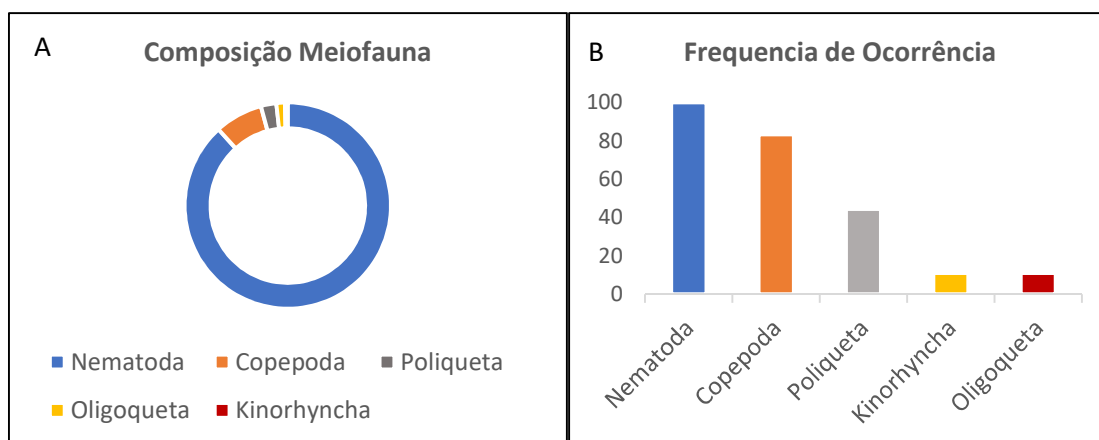 A
Composição Meiofauna
Nematoda
Copepoda
Poliqueta
Oligoqueta
Kinorhyncha
B
Frequencia de Ocorrência
100
80
60
40
20
0
Nematoda
Copepoda
Poliqueta
Kinorhyncha
Oligoqueta